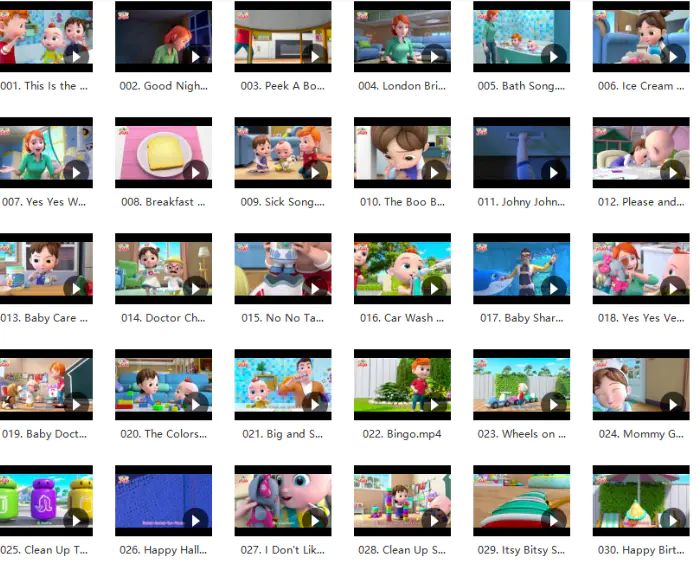 001. This Is the ...
002. Good Nigh...
003. Peek A Bo...
004. London Bri...
005. Bath Song....
006. Ice Cream ...
007. Yes Yes W...
008. Breakfast ...
009. Sick Song....
010. The Boo B...
011. Johny John...
012. Please and...
013. Baby Care ...
014. Doctor Ch...
015. No No Ta...
016. Car Wash ...
017. Baby Shar...
018. Yes Yes Ve...
019. Baby Doct...
020. The Colors...
021. Big and S...
022. Bingo.mp4
023. Wheels on ...
024. Mommy G...
025. Clean Up T...
026. Happy Hall...
027. I Don't Lik...
028. Clean Up S...
029. Itsy Bitsy S...
030. Happy Birt...